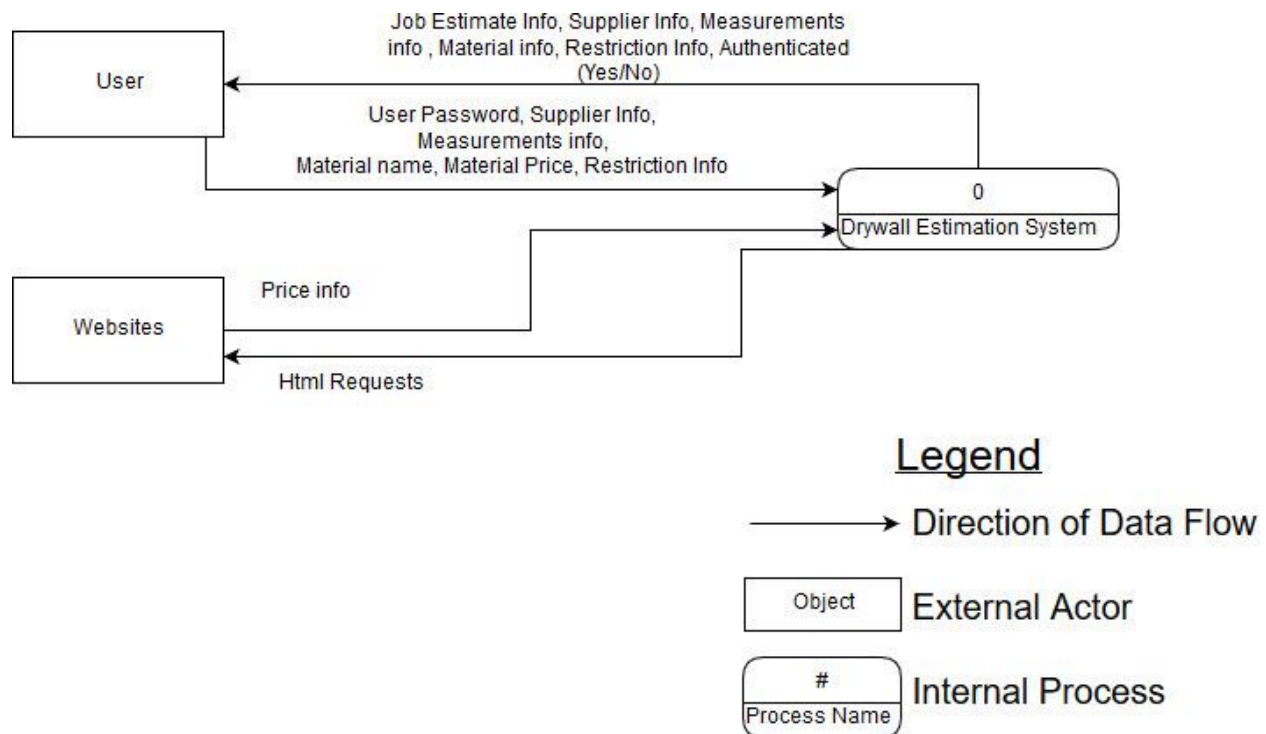 Job Estimate Info, Supplier Info, Measurements
info , Material info, Restriction Info, Authenticated
(Yes/No)
User
User Password, Supplier Info,
Measurements info,
Material name, Material Price, Restriction Info
0
Drywall Estimation System
Price info
Websites
Html Requests
Legend
Direction of Data Flow
Object
External Actor
#
Process Name
Internal Process